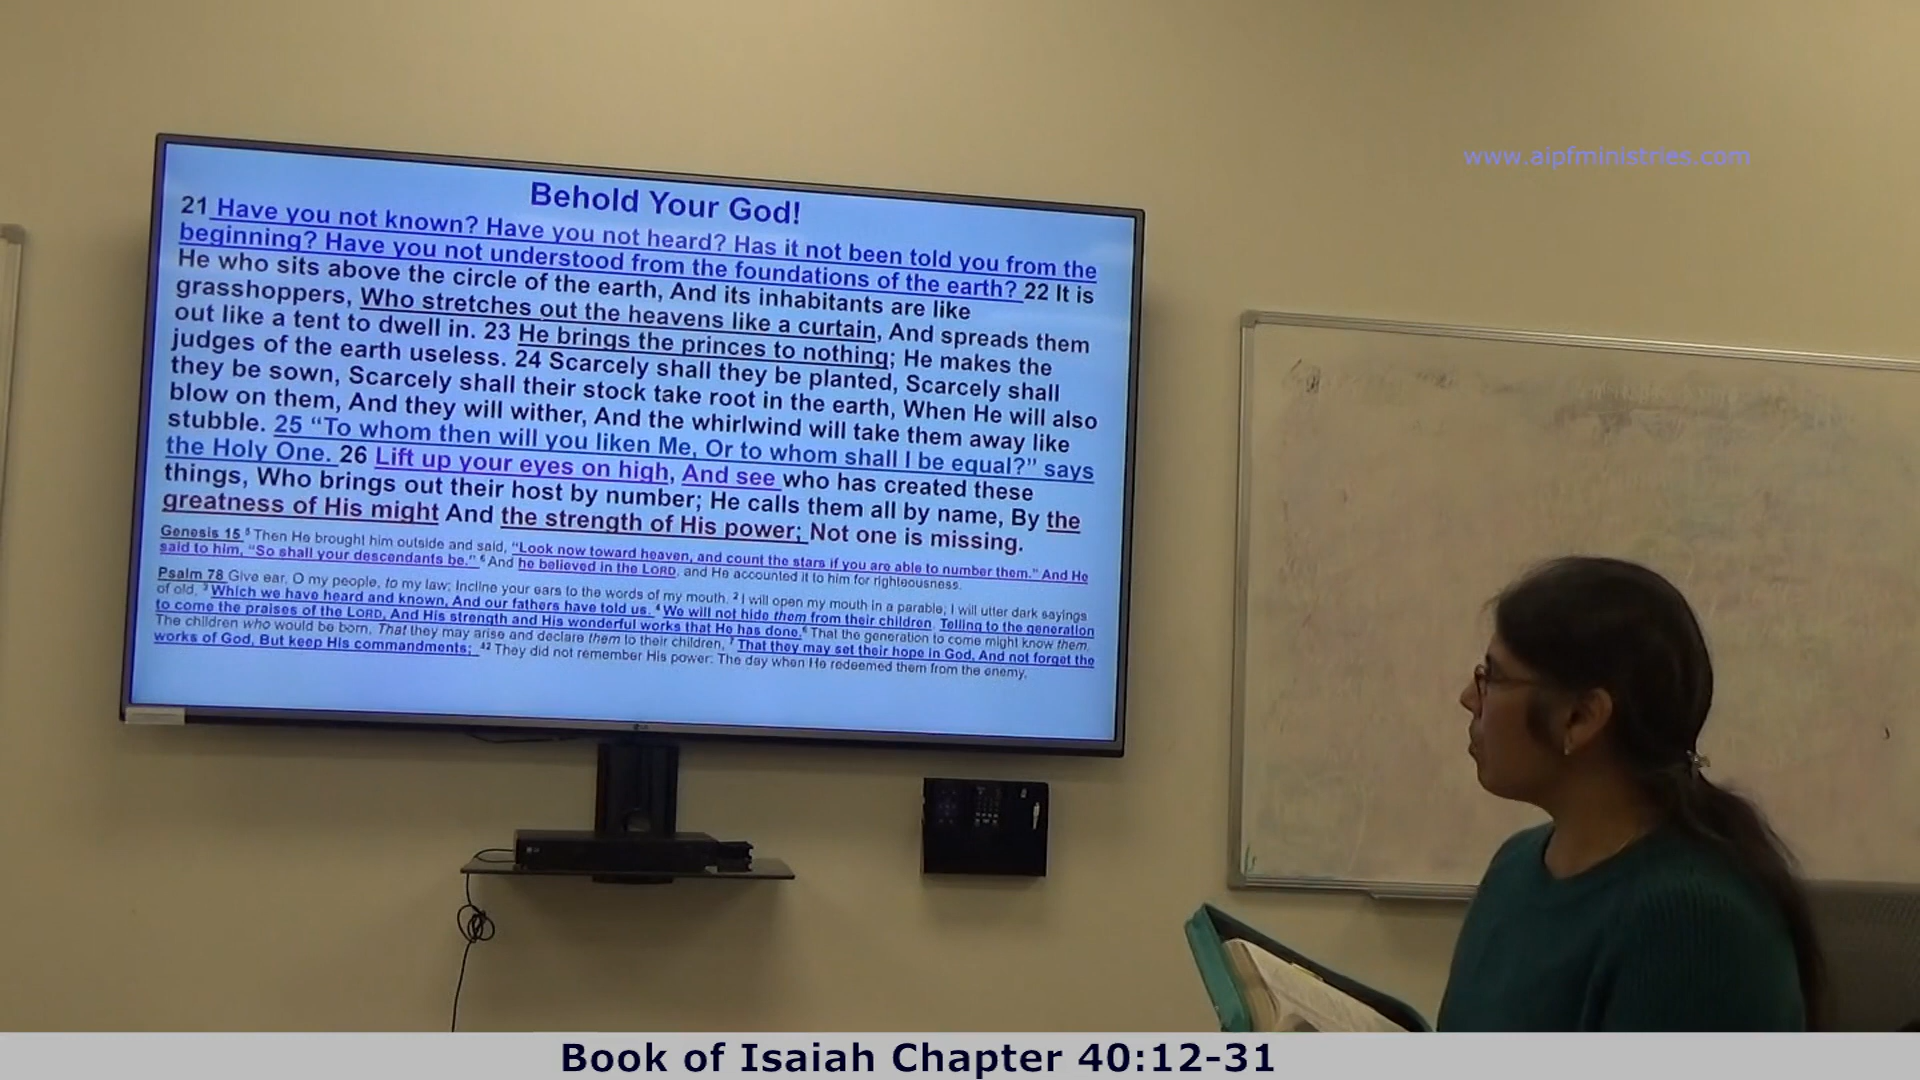 www.aipfministries.com
Behold Your God!
21 Have you not known? Have you not heard? Has it not been told you from the
beginning? Have you not understood from the foundations of the earth? 22 It is
He who sits above the circle of the earth, And its inhabitants are like
grasshoppers, Who stretches out the heavens like a curtain, And spreads them
out like a tent to dwell in. 23 He brings the princes to nothing; He makes the
judges of the earth useless. 24 Scarcely shall they be planted, Scarcely shall
they be sown, Scarcely shall their stock take root in the earth, When He will also
blow on them, And they will wither, And the whirlwind will take them away like
stubble. 25 “To whom then will you liken Me, Or to whom shall I be equal?” says
the Holy One. 26 Lift up your eyes on high, And see who has created these
things, Who brings out their host by number; He calls them all by name, By the
greatness of His might And the strength of His power; Not one is missing.
Genesis 15 5 Then He brought him outside and said, “Look now toward heaven, and count the stars if you are able to number them.” And He
said to him, “So shall your descendants be.” 6 And he believed in the LORD, and He accounted it to him for righteousness.
Psalm 78 Give ear, O my people, to my law; Incline your ears to the words of my mouth. 2 I will open my mouth in a parable; I will utter dark sayings
of old, 3 Which we have heard and known, And our fathers have told us. 4 We will not hide them from their children, Telling to the generation
to come the praises of the LORD, And His strength and His wonderful works that He has done. 6 That the generation to come might know them,
The children who would be born, That they may arise and declare them to their children, 7 That they may set their hope in God, And not forget the
works of God, But keep His commandments; 42 They did not remember His power: The day when He redeemed them from the enemy,
LG
Book of Isaiah Chapter 40:12-31